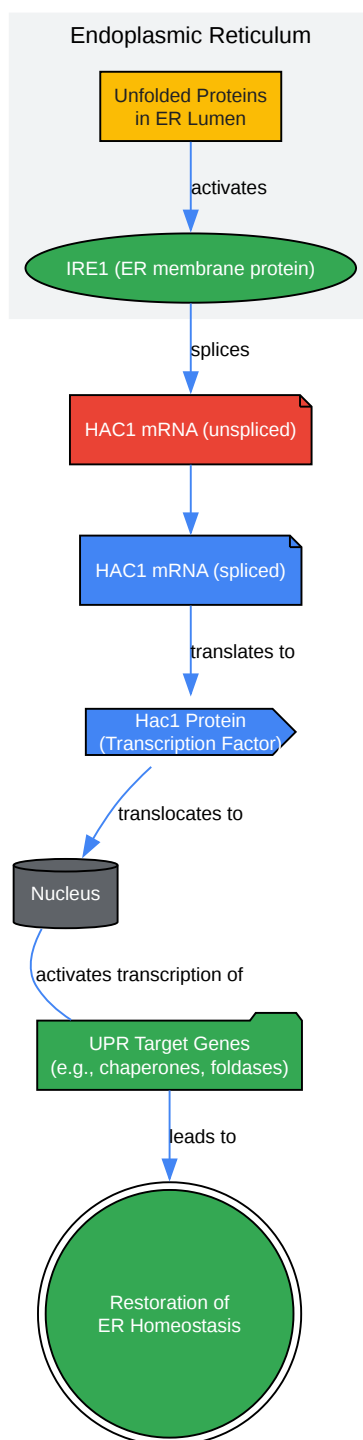 Endoplasmic Reticulum
Unfolded Proteins
in ER Lumen
activates
IRE1 (ER membrane protein)
splices
HAC1 mRNA (unspliced)
HAC1 mRNA (spliced)
translates to
Hac1 Protein
(Transcription Factor)
translocates to
Nucleus
activates transcription of
UPR Target Genes
(e.g., chaperones, foldases)
leads to
Restoration of
ER Homeostasis